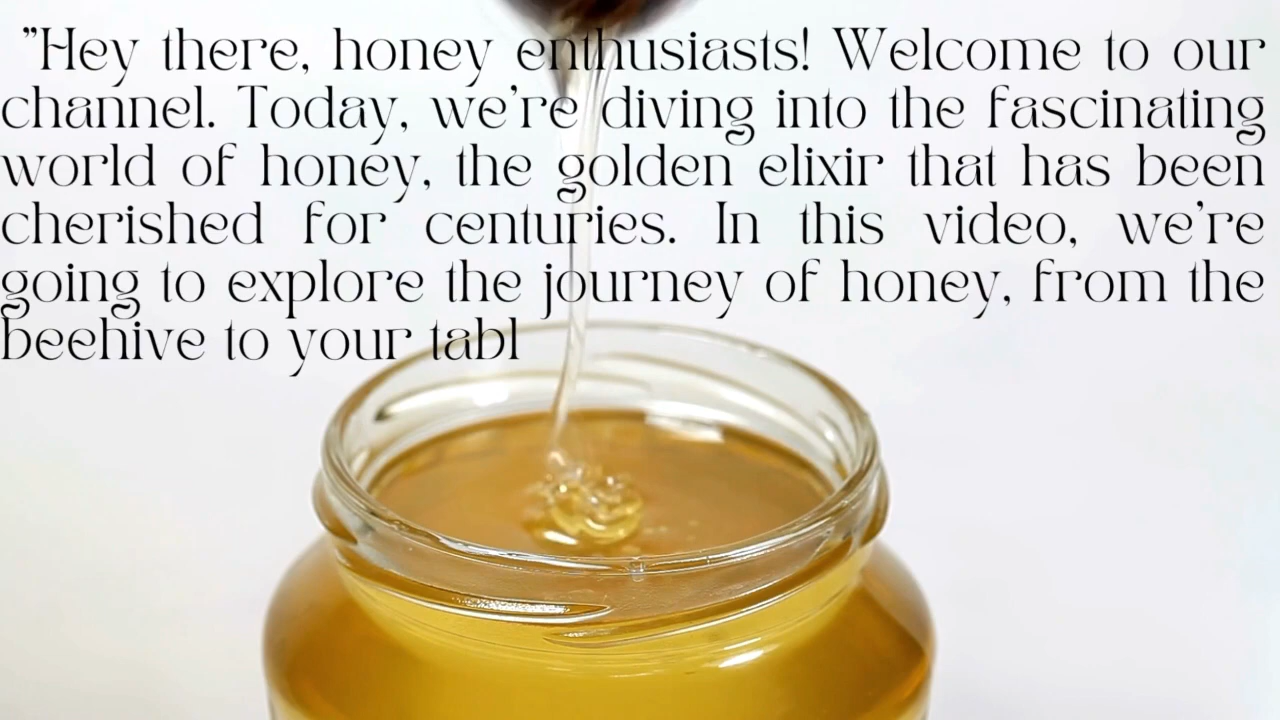 "Hey there, honey enthusiasts! Welcome to our
channel. Today, we're diving into the fascinating
world of honey, the golden elixir that has been
cherished for centuries. In this video, we're
going to explore the journey of honey, from the
beehive to your tabl